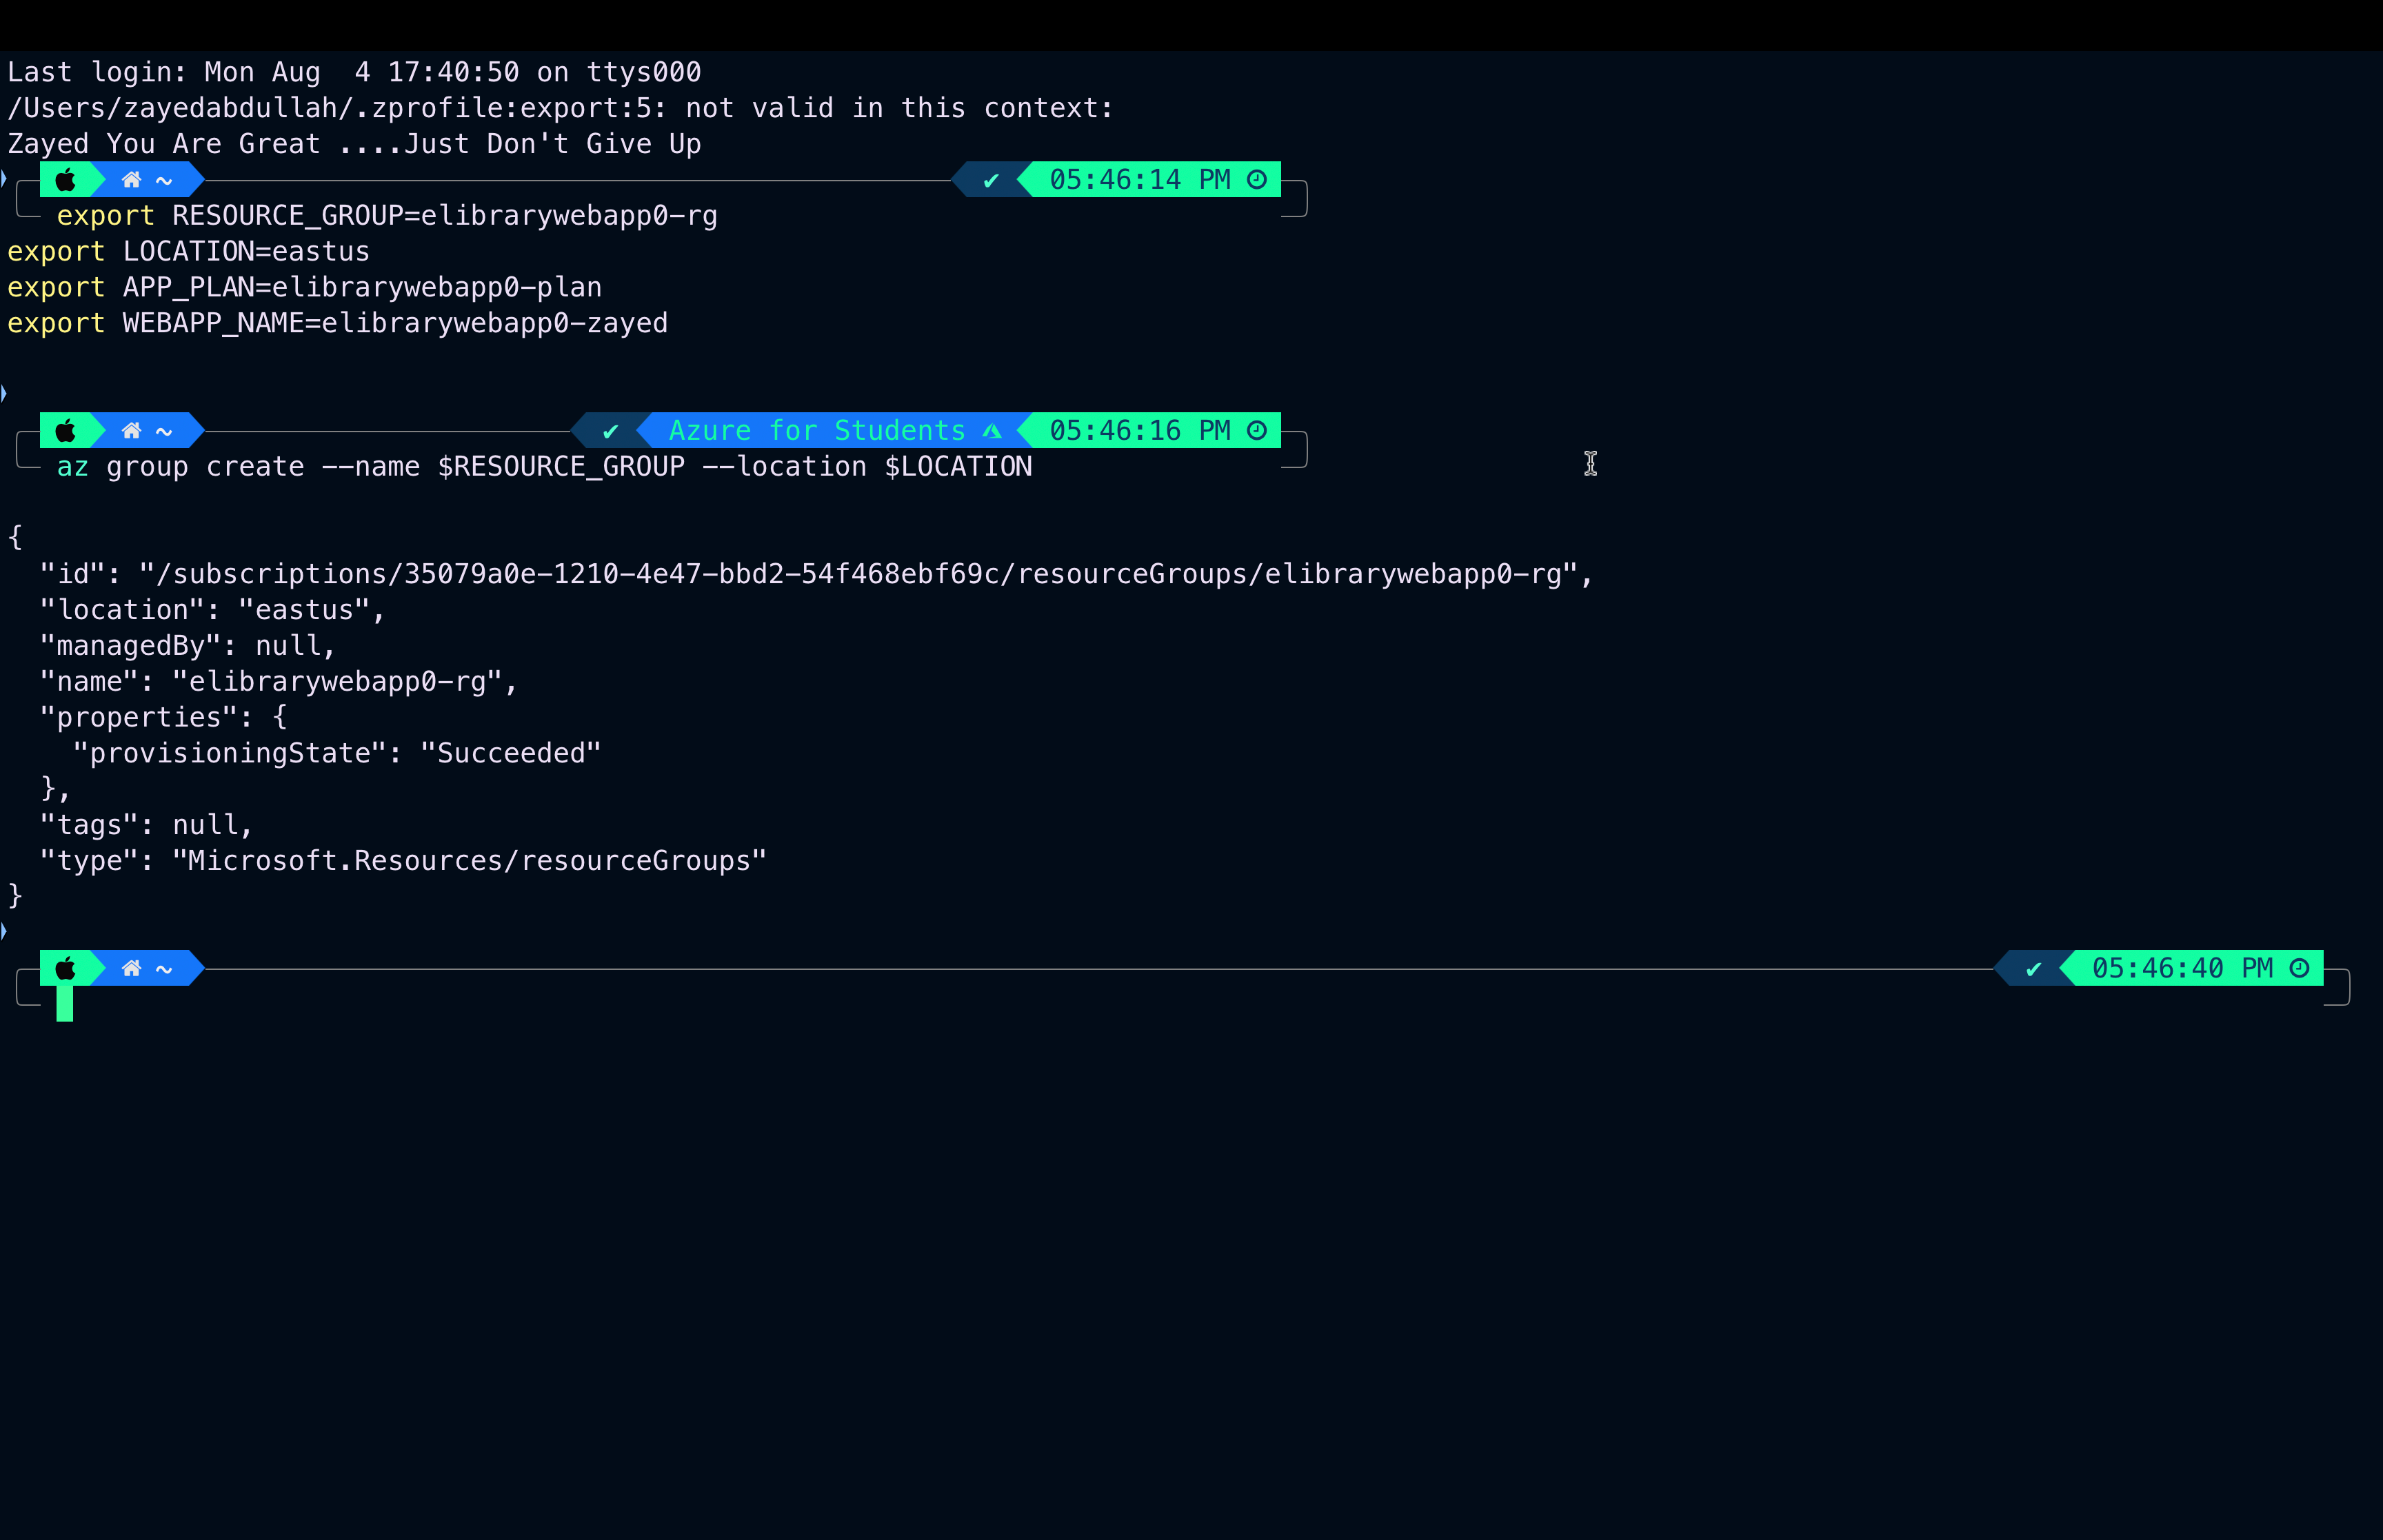 Last login: Mon Aug  4 17:40:50 on ttys000
/Users/zayedabdullah/.zprofile:export:5: not valid in this context:
Zayed You Are Great ....Just Don't Give Up
~ ✔ 05:46:14 PM
export RESOURCE_GROUP=elibrarywebapp0-rg
export LOCATION=eastus
export APP_PLAN=elibrarywebapp0-plan
export WEBAPP_NAME=elibrarywebapp0-zayed
~ ✔ Azure for Students 05:46:16 PM
az group create --name $RESOURCE_GROUP --location $LOCATION
{
  "id": "/subscriptions/35079a0e-1210-4e47-bbd2-54f468ebf69c/resourceGroups/elibrarywebapp0-rg",
  "location": "eastus",
  "managedBy": null,
  "name": "elibrarywebapp0-rg",
  "properties": {
    "provisioningState": "Succeeded"
  },
  "tags": null,
  "type": "Microsoft.Resources/resourceGroups"
}
~ ✔ 05:46:40 PM